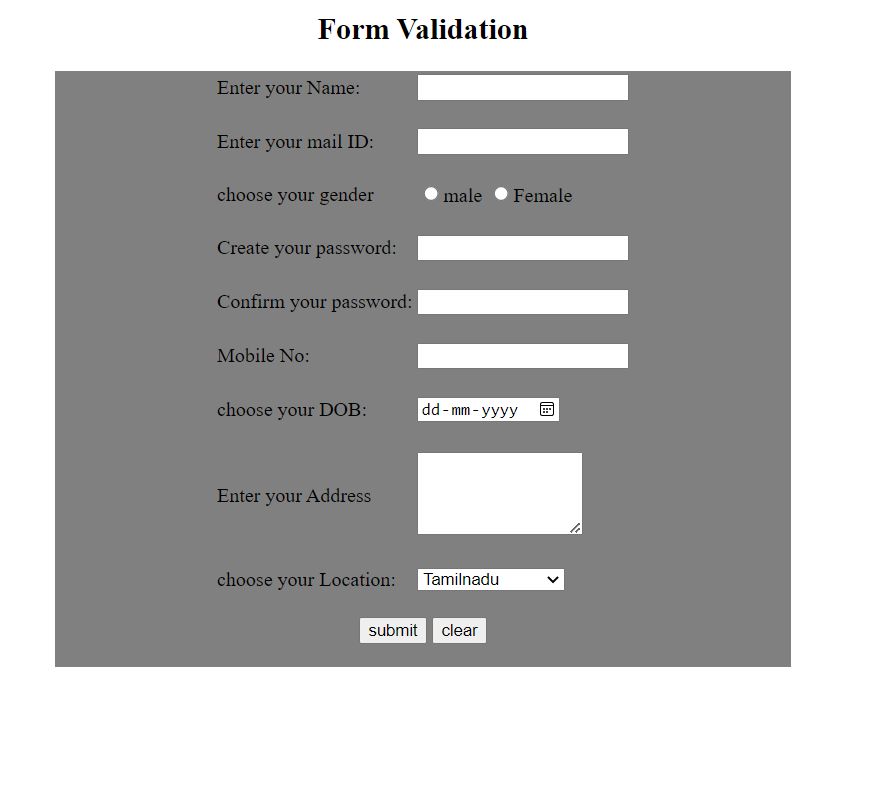 Form Validation
Enter your Name:
Enter your mail ID:
choose your gender male Female
Create your password:
Confirm your password:
Mobile No:
choose your DOB: dd-mm-yyyy
Enter your Address
choose your Location: Tamilnadu
submit clear